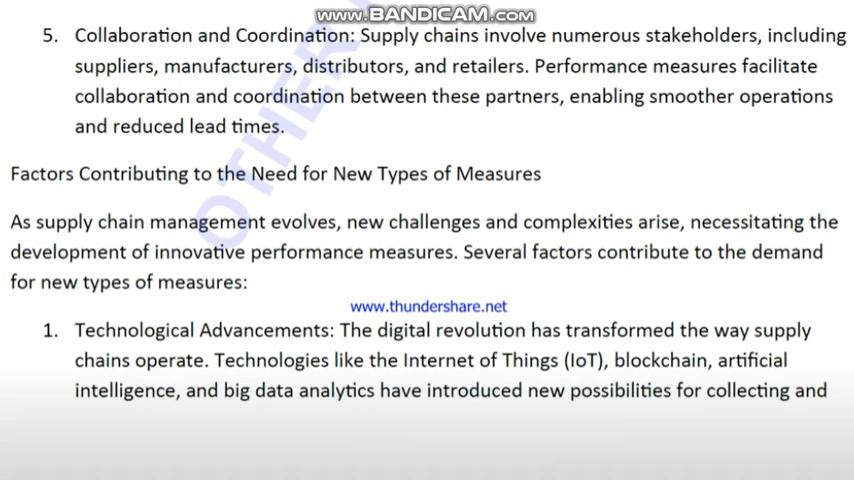 www.BANDICAM.com
5. Collaboration and Coordination: Supply chains involve numerous stakeholders, including
suppliers, manufacturers, distributors, and retailers. Performance measures facilitate
collaboration and coordination between these partners, enabling smoother operations
and reduced lead times.
Factors Contributing to the Need for New Types of Measures
As supply chain management evolves, new challenges and complexities arise, necessitating the
development of innovative performance measures. Several factors contribute to the demand
for new types of measures:
www.thundershare.net
1. Technological Advancements: The digital revolution has transformed the way supply
chains operate. Technologies like the Internet of Things (IoT), blockchain, artificial
intelligence, and big data analytics have introduced new possibilities for collecting and